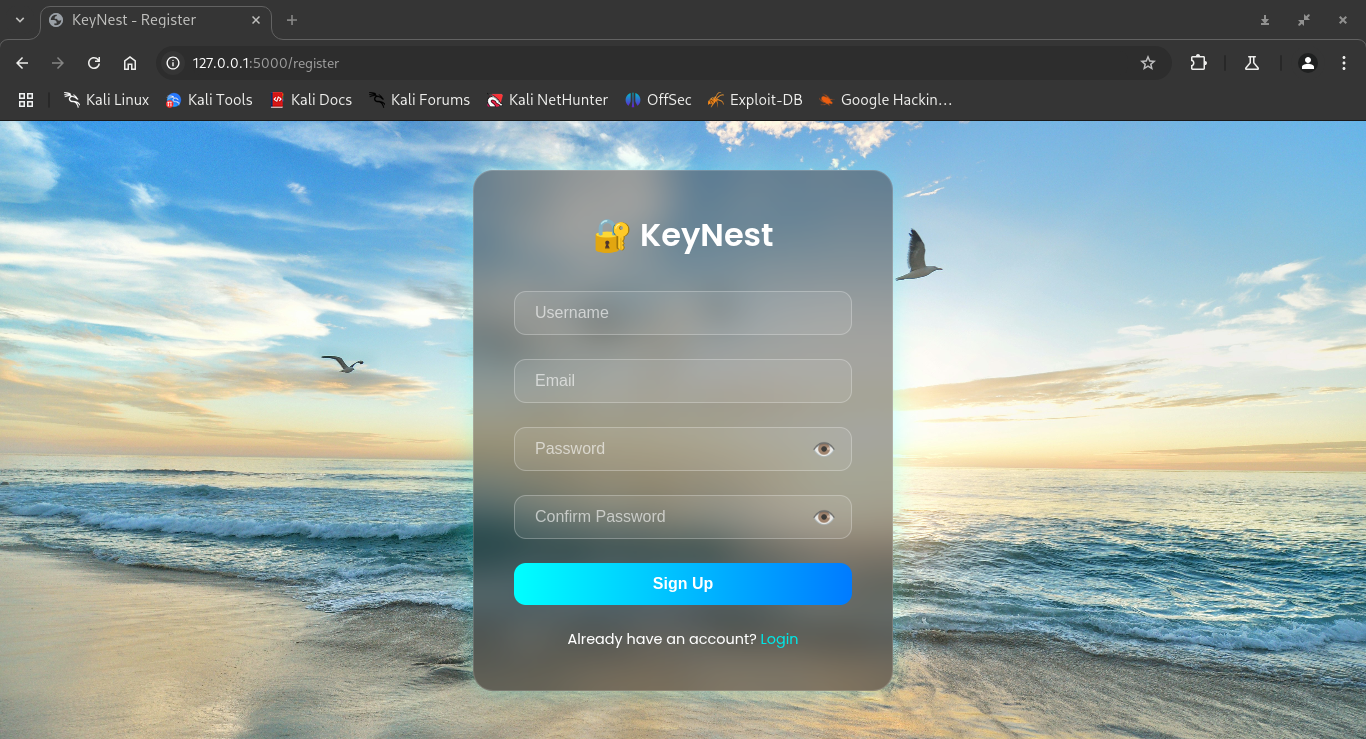 KeyNest - Register
127.0.0.1:5000/register
Kali Linux Kali Tools Kali Docs Kali Forums Kali NetHunter OffSec Exploit-DB Google Hackin…
🔐 KeyNest
Username
Email
Password
Confirm Password
Sign Up
Already have an account? Login